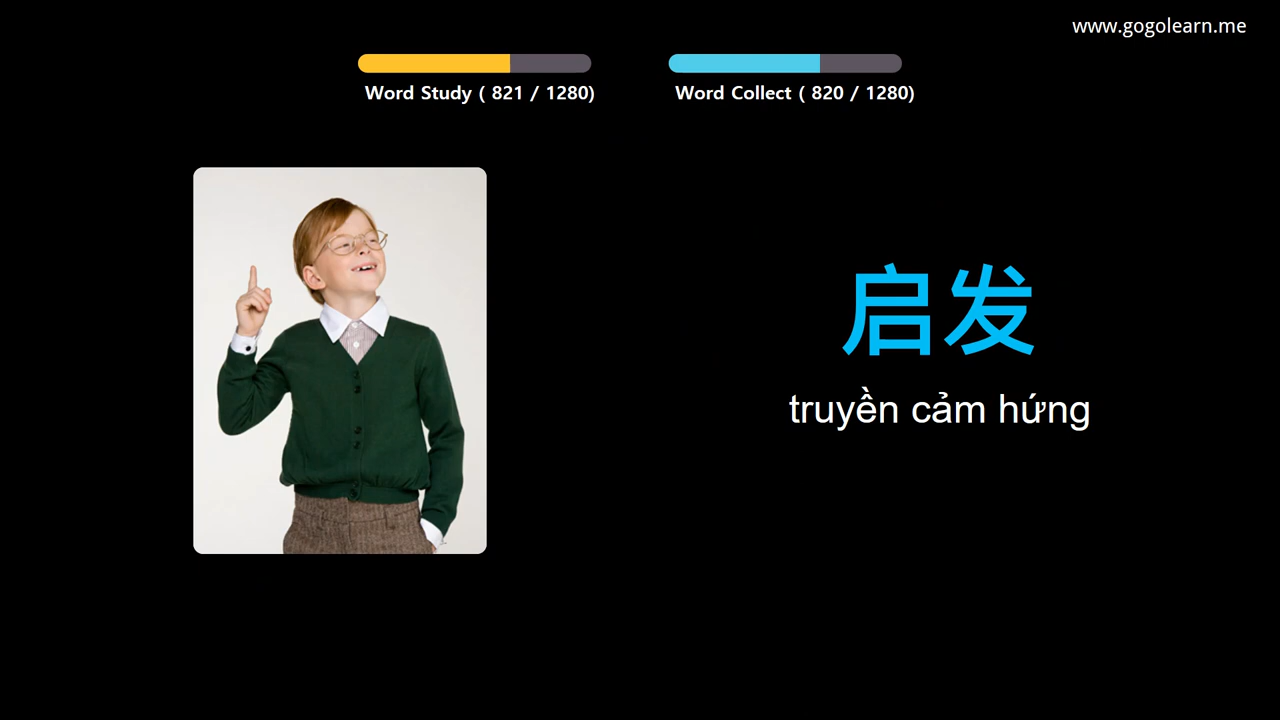 www.gogolearn.me
Word Study ( 821 / 1280)
Word Collect ( 820 / 1280)
启发
truyền cảm hứng